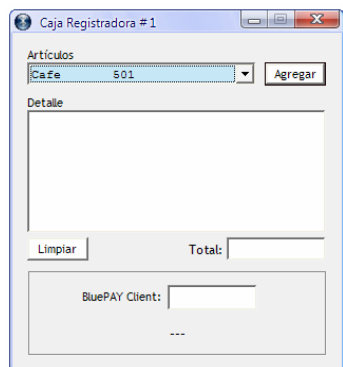 Caja Registradora #1
Artículos
Cafe 501
Agregar
Detalle
Limpiar
Total:
BluePAY Client:
---